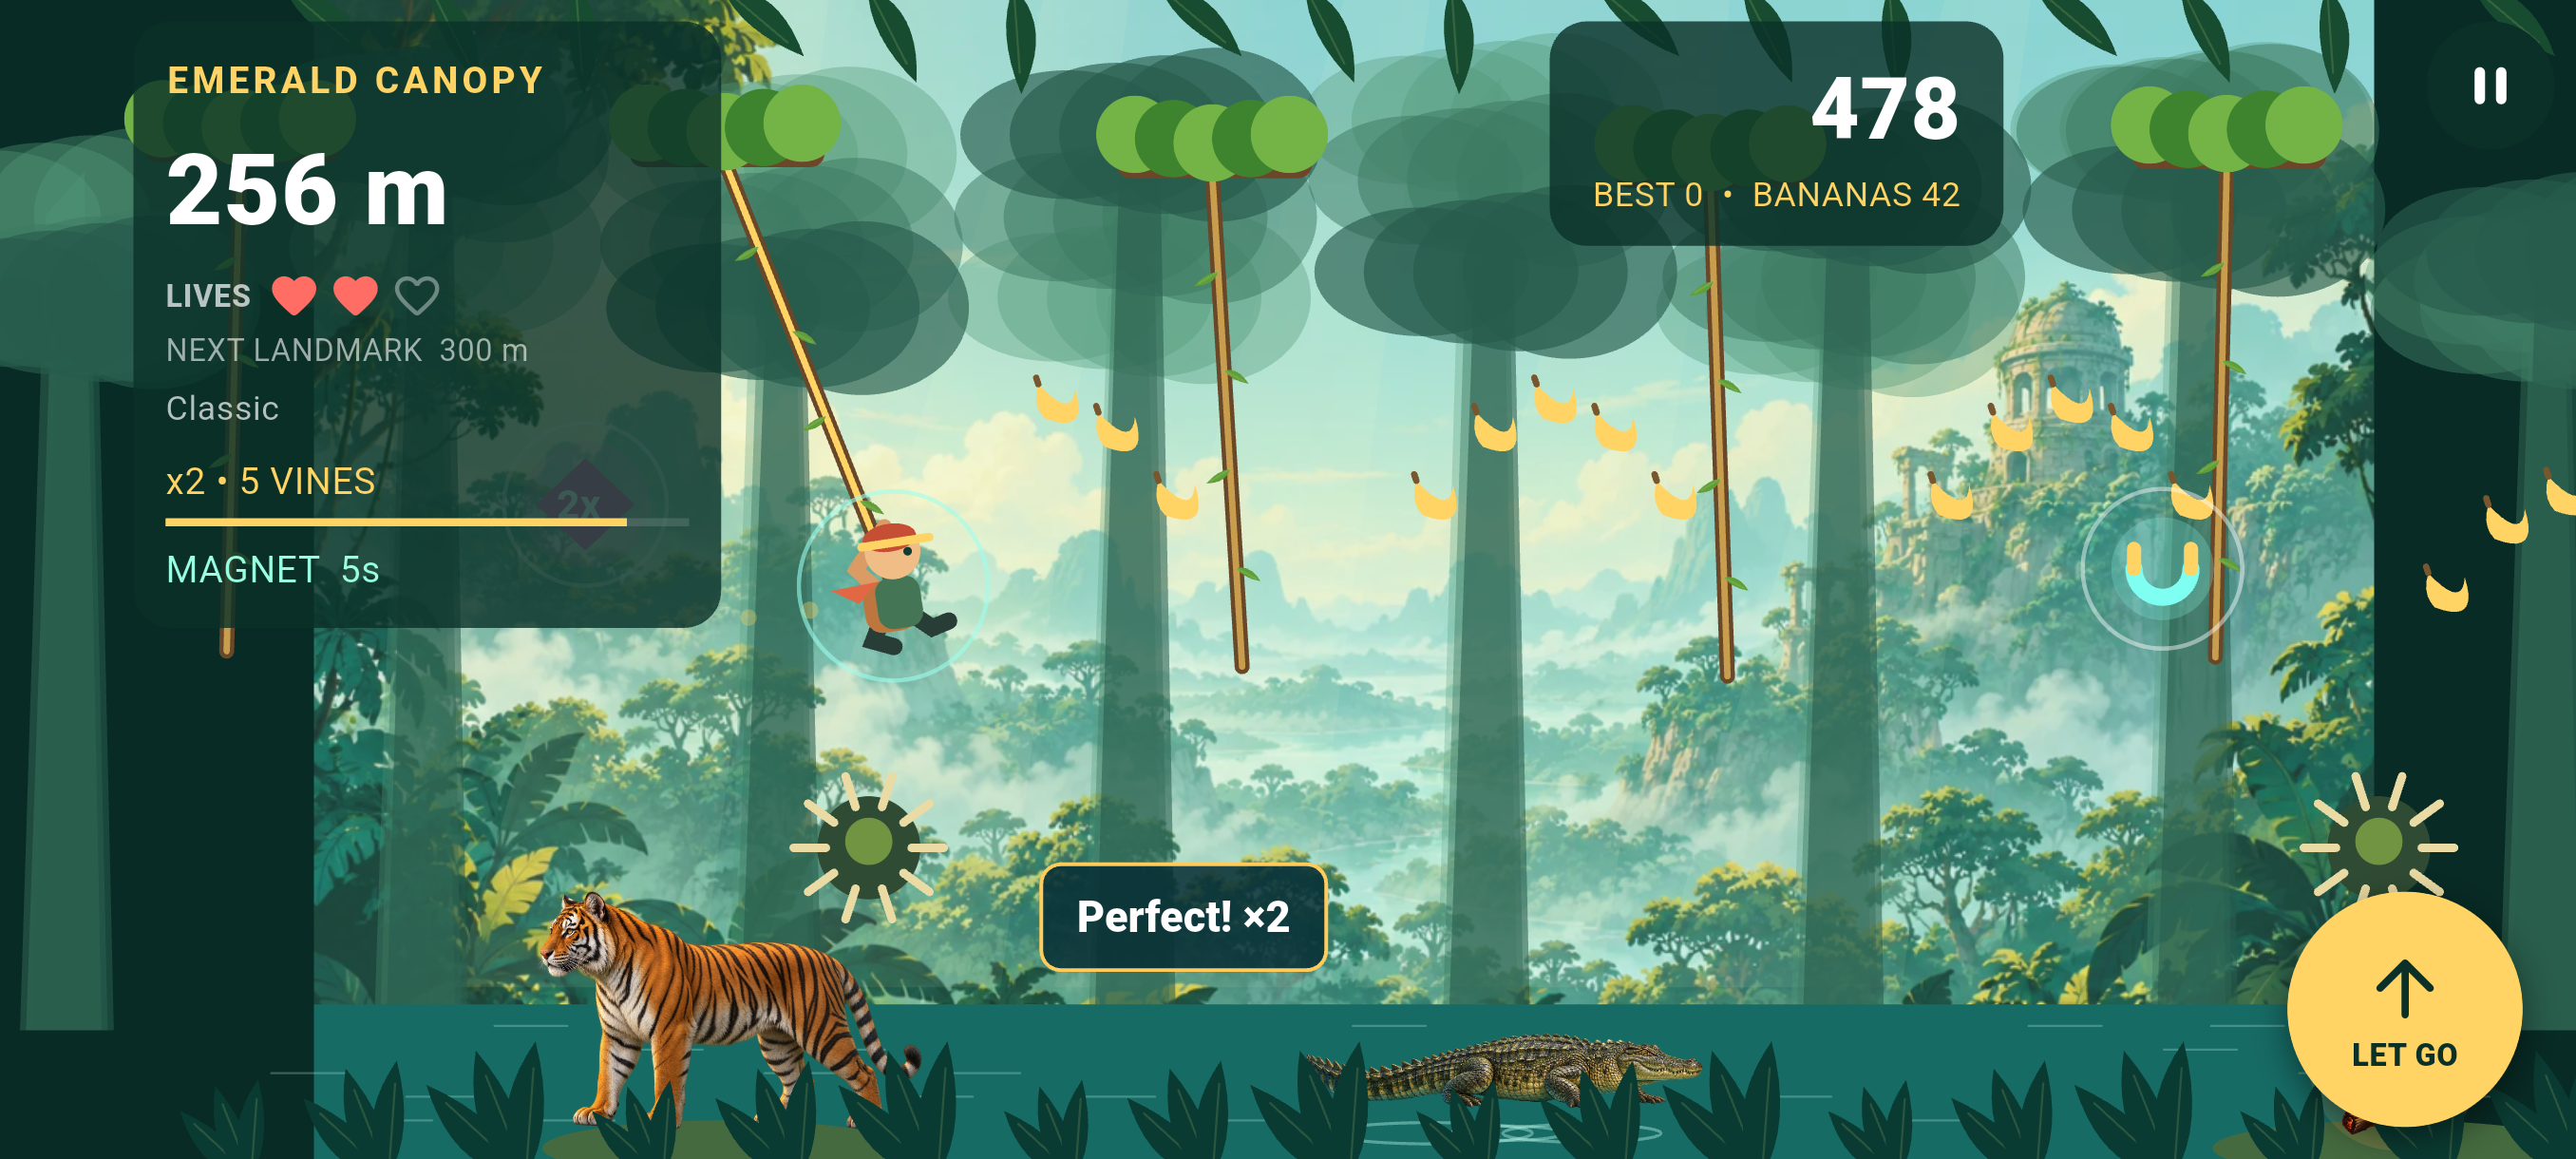 EMERALD CANOPY
256 m
LIVES
NEXT LANDMARK 300 m
Classic
x2 • 5 VINES
2x
MAGNET 5s
478
BEST 0 • BANANAS 42
Perfect! ×2
LET GO